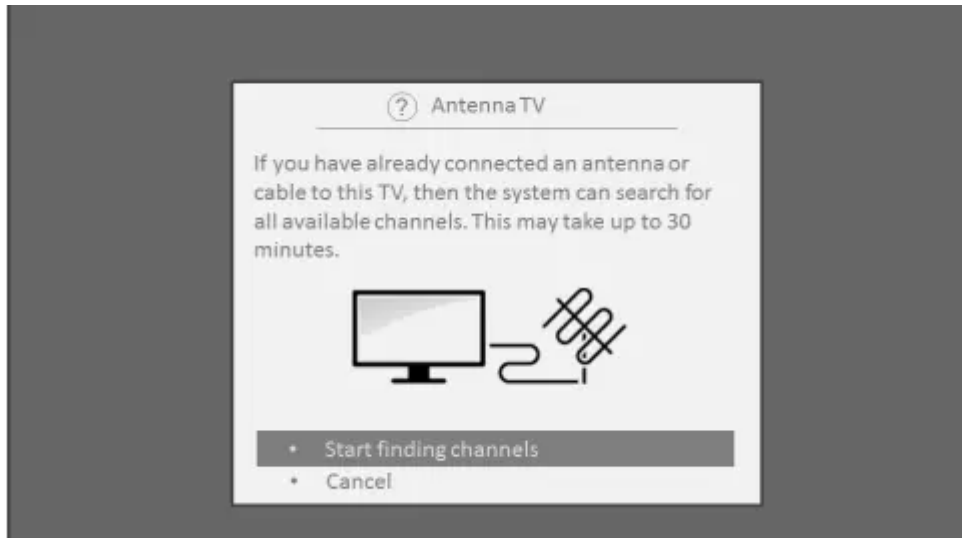 ? Antenna TV
If you have already connected an antenna or
cable to this TV, then the system can search for
all available channels. This may take up to 30
minutes.
• Start finding channels
• Cancel